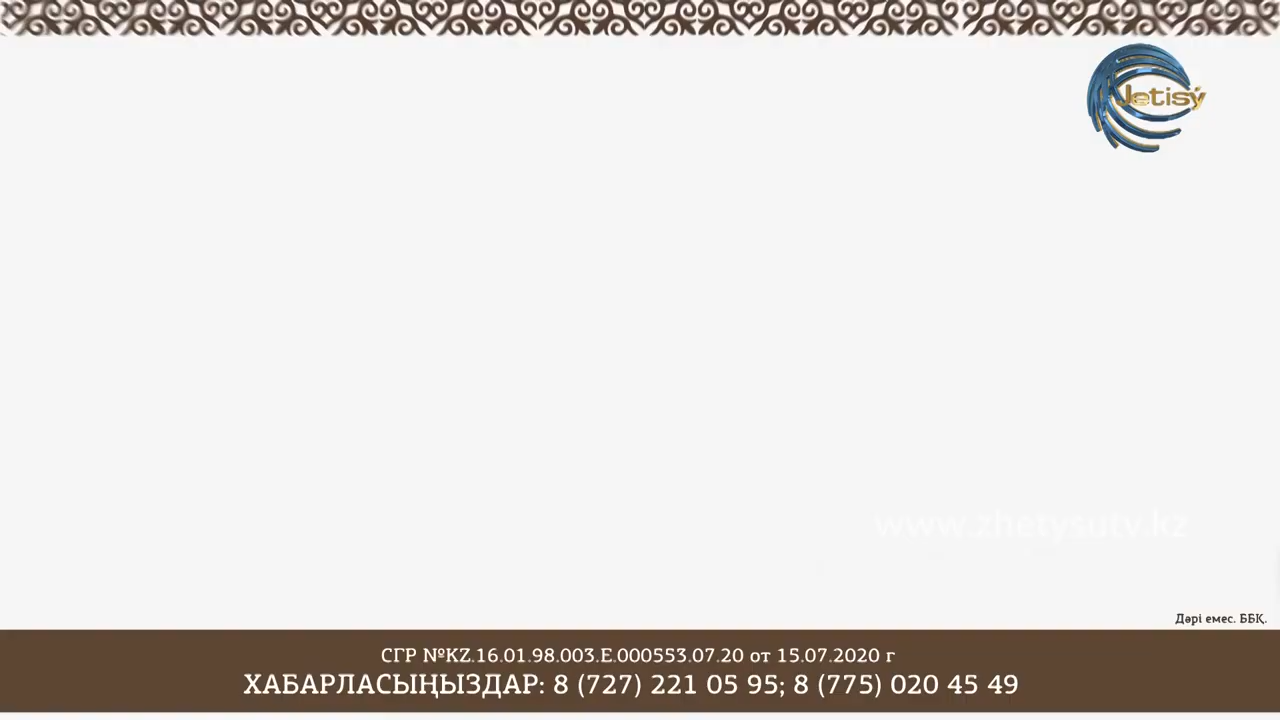 Jetisý
www.zhetysutv.kz
Дәрі емес. ББҚ.
СГР №KZ.16.01.98.003.E.000553.07.20 от 15.07.2020 г
ХАБАРЛАСЫҢЫЗДАР: 8 (727) 221 05 95; 8 (775) 020 45 49